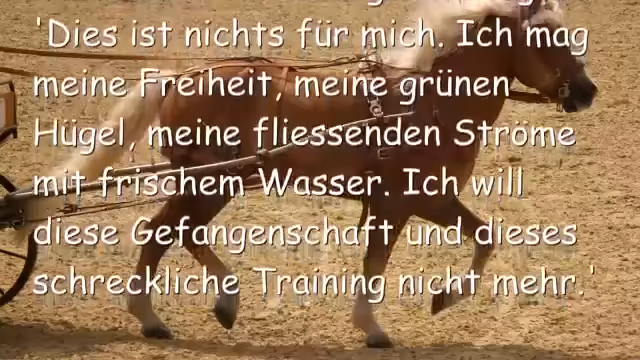 'Dies ist nichts für mich. Ich mag
meine Freiheit, meine grünen
Hügel, meine fliessenden Ströme
mit frischem Wasser. Ich will
diese Gefangenschaft und dieses
schreckliche Training nicht mehr.'